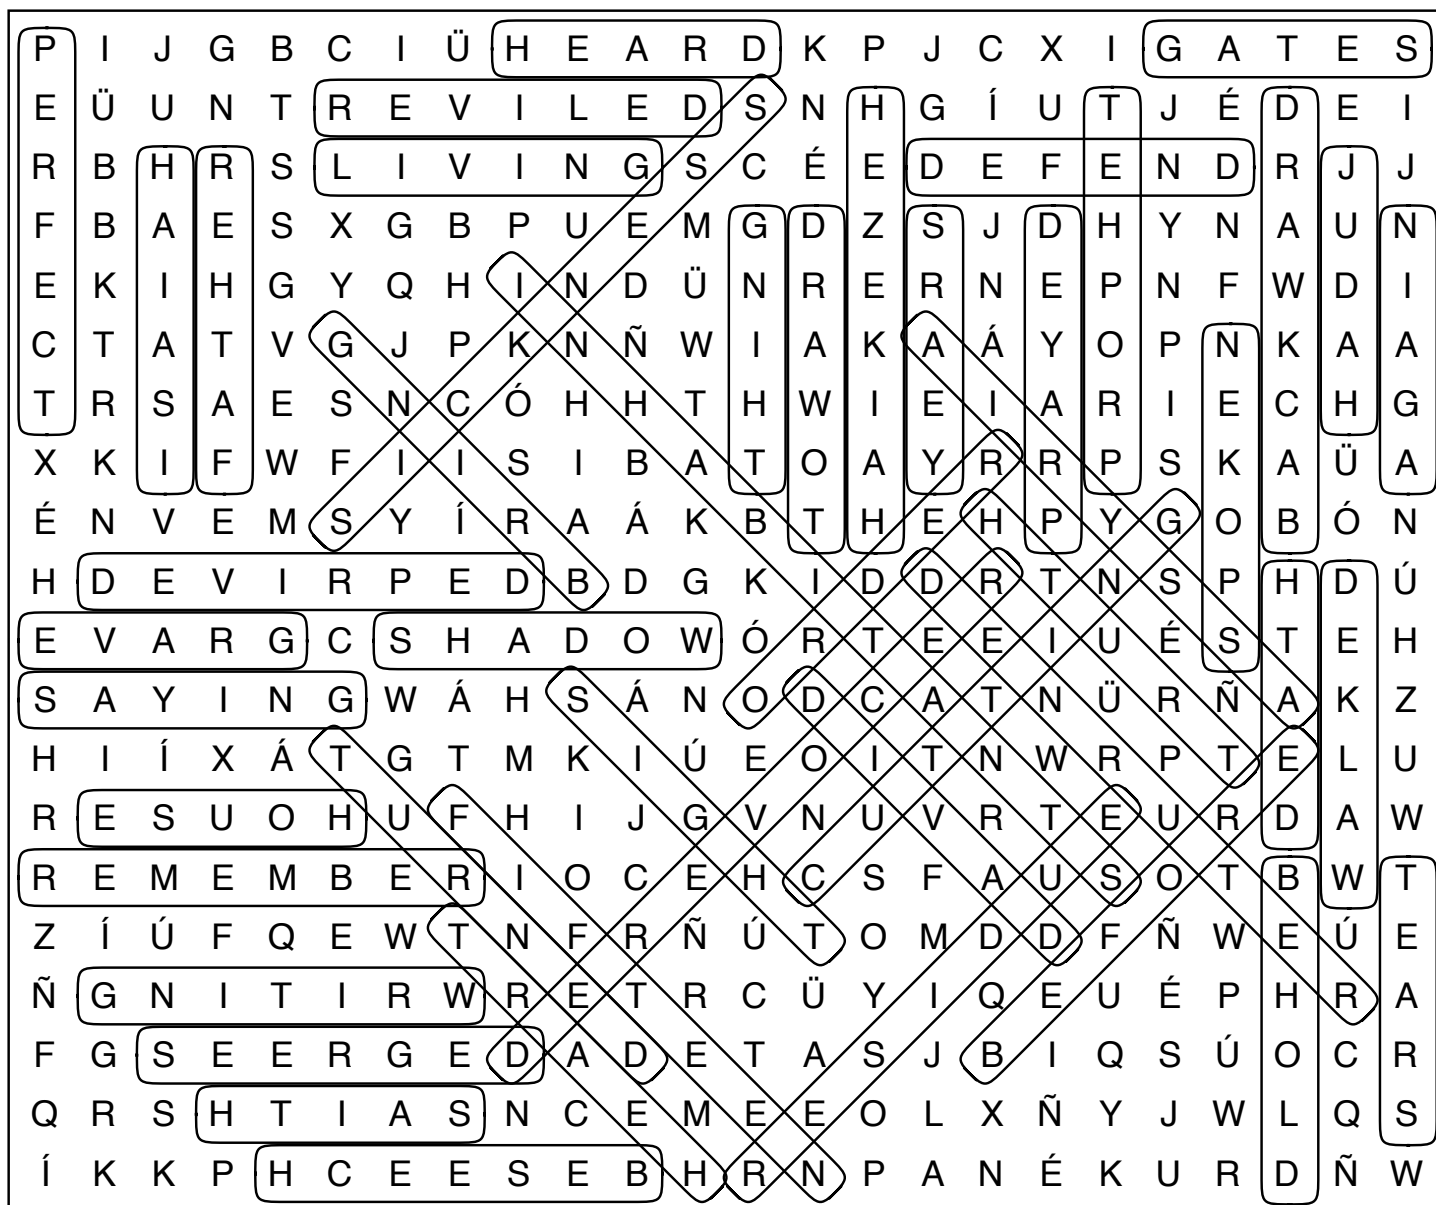 P I J G B C I Ü H E A R D K P J C X I G A T E S
E Ü U N T R E V I L E D S N H G Í U T J É D E I
R B H R S L I V I N G S C É E D E F E N D R J J
F B A E S X G B P U E M G D Z S J D H Y N A U N
E K I H G Y Q H I N D Ü N R E R N E P N F W D I
C T A T V G J P K N Ñ W I A K A Á Y O P N K A A
T R S A E S N C Ó H H T H W I E I A R I E C H G
X K I F W F I I S I B A T O A Y R R P S K A Ü A
É N V E M S Y Í R A Á K B T H E H P Y G O B Ó N
H D E V I R P E D B D G K I D D R T N S P H D Ú
E V A R G C S H A D O W Ó R T E E I U É S T E H
S A Y I N G W Á H S Á N O D C A T N Ü R Ñ A K Z
H I Í X Á T G T M K I Ú E O I T N W R P T E L U
R E S U O H U F H I J G V N U V R T E U R D A W
R E M E M B E R I O C E H C S F A U S O T B W T
Z Í Ú F Q E W T N F R Ñ Ú T O M D D F Ñ W E Ú E
Ñ G N I T I R W R E T R C Ü Y I Q E U É P H R A
F G S E E R G E D A D E T A S J B I Q S Ú O C R
Q R S H T I A S N C E M E E O L X Ñ Y J W L Q S
Í K K P H C E E S E B H R N P A N É K U R D Ñ W